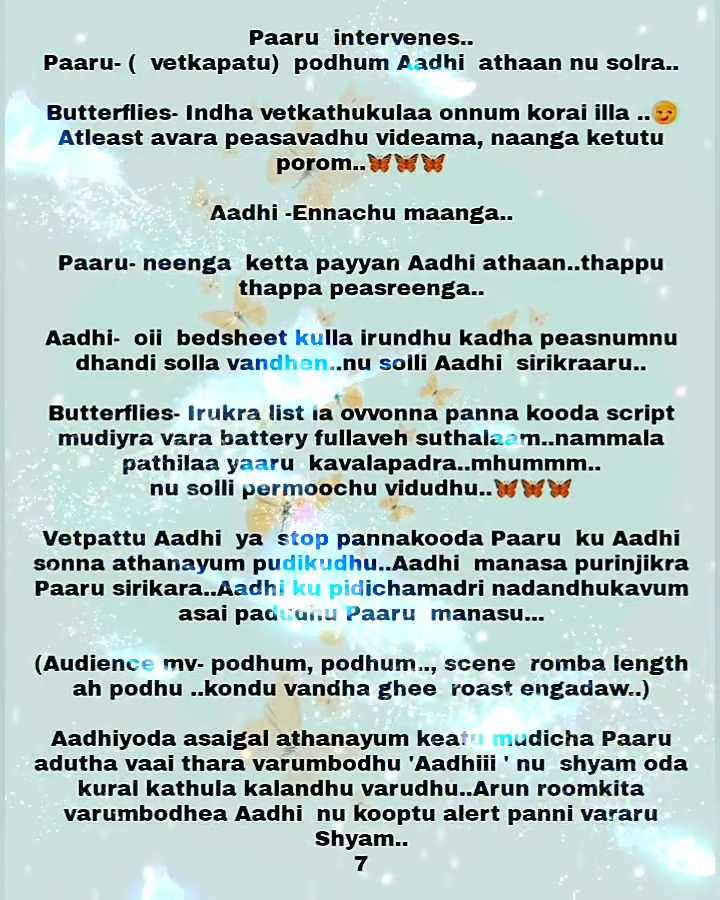 Paaru intervenes..
Paaru- ( vetkapatu) podhum Aadhi athaan nu solra..
Butterflies- Indha vetkathukulaa onnum korai illa ..😏
Atleast avara peasavadhu videama, naanga ketutu
porom..🦋🦋🦋
Aadhi -Ennachu maanga..
Paaru- neenga ketta payyan Aadhi athaan..thappu
thappa peasreenga..
Aadhi- oii bedsheet kulla irundhu kadha peasnumnu
dhandi solla vandhen..nu solli Aadhi sirikraaru..
Butterflies- Irukra list la ovvonna panna kooda script
mudiyra vara battery fullaveh suthalaam..nammala
pathilaa yaaru kavalapadra..mhummm..
nu solli permoochu vidudhu..🦋🦋🦋
Vetpattu Aadhi ya stop pannakooda Paaru ku Aadhi
sonna athanayum pudikudhu..Aadhi manasa purinjikra
Paaru sirikara..Aadhi ku pidichamadri nadandhukavum
asai padudhu Paaru manasu...
(Audience mv- podhum, podhum.., scene romba length
ah podhu ..kondu vandha ghee roast engadaw..)
Aadhiyoda asaigal athanayum keatu mudicha Paaru
adutha vaai thara varumbodhu 'Aadhiii ' nu shyam oda
kural kathula kalandhu varudhu..Arun roomkita
varumbodhea Aadhi nu kooptu alert panni vararu
Shyam..
7